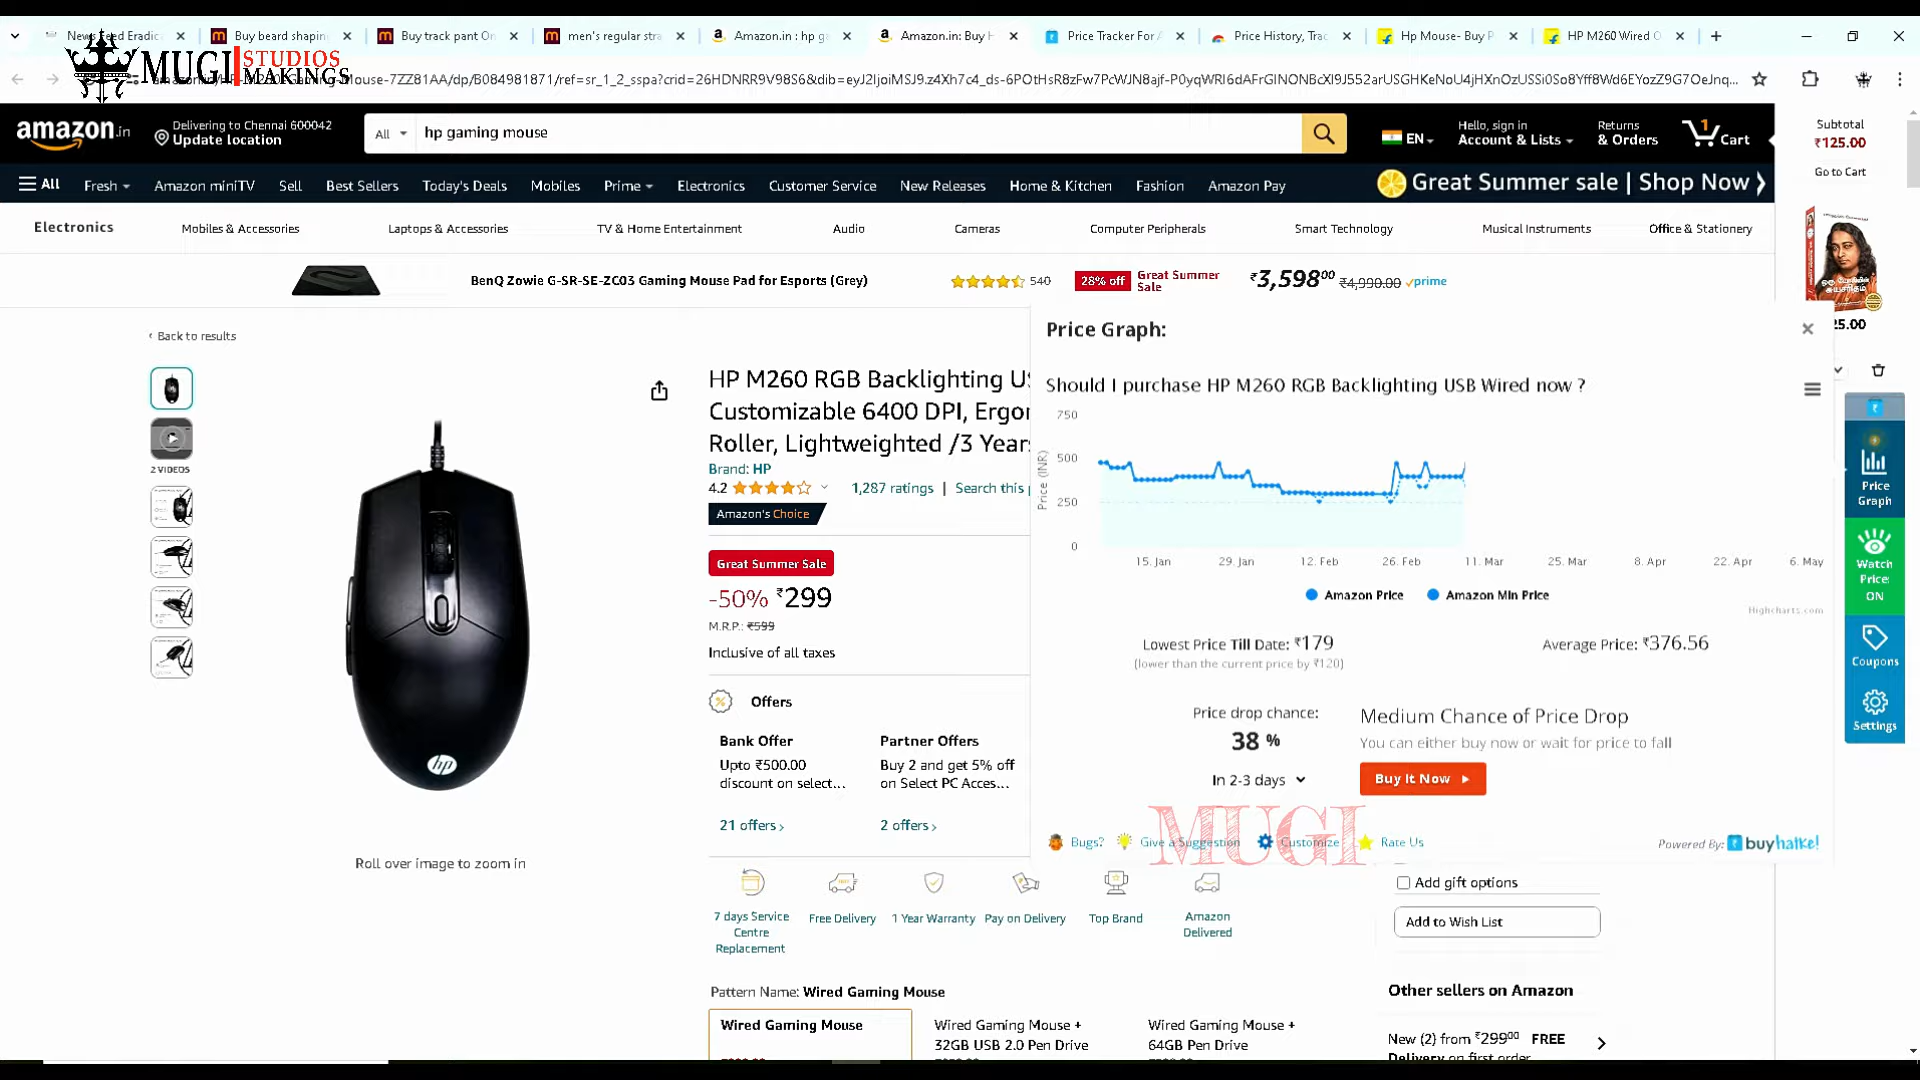 Buy beard shapin
Buy track pant On
men's regular stra
Amazon.in : hp g
Amazon.in: Buy H
Price Tracker For A
Price History, Trac
Hp Mouse- Buy P
HP M260 Wired O
MUGI STUDIOS
MAKINGS
amazon.in
Delivering to Chennai 600042
Update location
All
hp gaming mouse
EN
Hello, sign in
Account & Lists
Returns
& Orders
1
Cart
Subtotal
₹125.00
Go to Cart
All
Fresh
Amazon miniTV
Sell
Best Sellers
Today's Deals
Mobiles
Prime
Electronics
Customer Service
New Releases
Home & Kitchen
Fashion
Amazon Pay
Great Summer sale | Shop Now
Electronics
Mobiles & Accessories
Laptops & Accessories
TV & Home Entertainment
Audio
Cameras
Computer Peripherals
Smart Technology
Musical Instruments
Office & Stationery
BenQ Zowie G-SR-SE-ZC03 Gaming Mouse Pad for Esports (Grey)
540
28% off
Great Summer
Sale
₹3,598⁰⁰
₹4,990.00
prime
25.00
‹ Back to results
2 VIDEOS
hp
Roll over image to zoom in
HP M260 RGB Backlighting U
Customizable 6400 DPI, Ergo
Roller, Lightweighted /3 Years
Brand: HP
4.2
1,287 ratings | Search this
Amazon's Choice
Great Summer Sale
-50% ₹299
M.R.P.: ₹599
Inclusive of all taxes
Offers
Bank Offer
Upto ₹500.00
discount on select...
21 offers ›
Partner Offers
Buy 2 and get 5% off
on Select PC Acces...
2 offers ›
7 days Service
Centre
Replacement
Free Delivery
1 Year Warranty
Pay on Delivery
Top Brand
Amazon
Delivered
Pattern Name: Wired Gaming Mouse
Wired Gaming Mouse
Wired Gaming Mouse +
32GB USB 2.0 Pen Drive
Wired Gaming Mouse +
64GB Pen Drive
Price Graph:
Should I purchase HP M260 RGB Backlighting USB Wired now ?
Price (INR)
750
500
250
0
15. Jan
29. Jan
12. Feb
26. Feb
11. Mar
25. Mar
8. Apr
22. Apr
6. May
Amazon Price
Amazon Min Price
Highcharts.com
Lowest Price Till Date: ₹179
(lower than the current price by ₹120)
Average Price: ₹376.56
Price drop chance:
38 %
In 2-3 days
Medium Chance of Price Drop
You can either buy now or wait for price to fall
Buy It Now
MUGI
Bugs?
Give a Suggestion
Customize
Rate Us
Powered By: buyhatke!
Price
Graph
Watch
Price:
ON
Coupons
Settings
Add gift options
Add to Wish List
Other sellers on Amazon
New (2) from ₹299⁰⁰ FREE
Delivery on first order